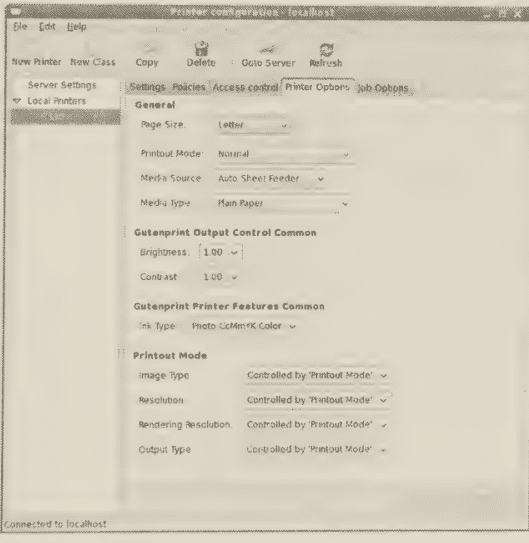 Printer configuration - localhost
File Edit Help
New Printer New Class Copy Delete Goto Server Refresh
Server Settings
Local Printers
Settings Policies Access control Printer Options Job Options
General
Page Size: Letter
Printout Mode: Normal
Media Source Auto Sheet Feeder
Media Type Plain Paper
Gutenprint Output Control Common
Brightness: 1.00
Contrast 1.00
Gutenprint Printer Features Common
Ink Type Photo CcMmYK Color
Printout Mode
Image Type Controlled by 'Printout Mode'
Resolution Controlled by 'Printout Mode'
Rendering Resolution. Controlled by 'Printout Mode'
Output Type Controlled by 'Printout Mode'
Connected to localhost